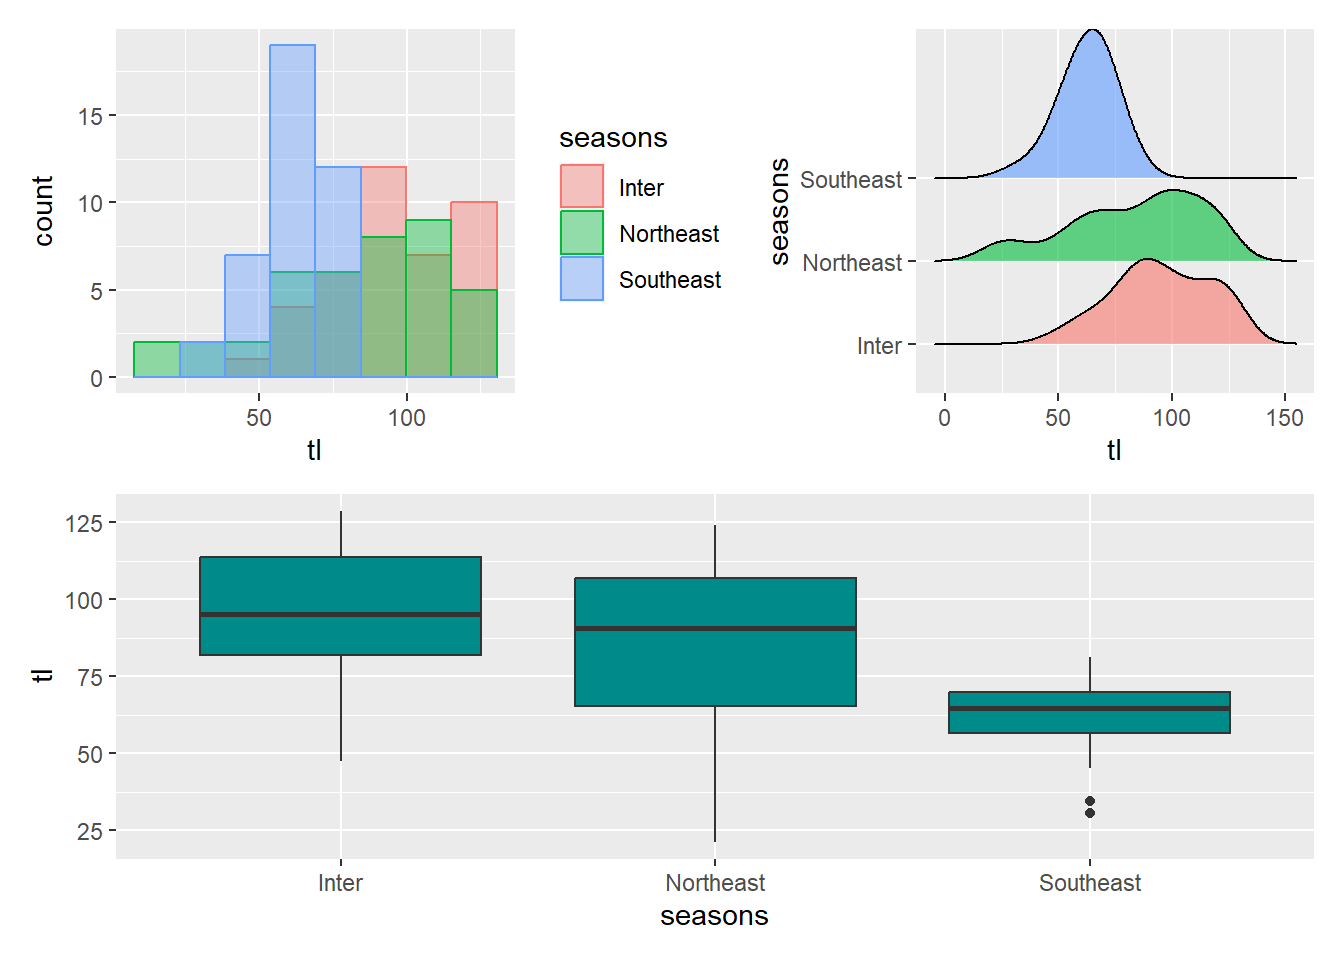 count
15
10
5
0
50 100
tl
seasons
Inter
Northeast
Southeast
seasons
Southeast
Northeast
Inter
0 50 100 150
tl
tl
125
100
75
50
25
Inter Northeast Southeast
seasons